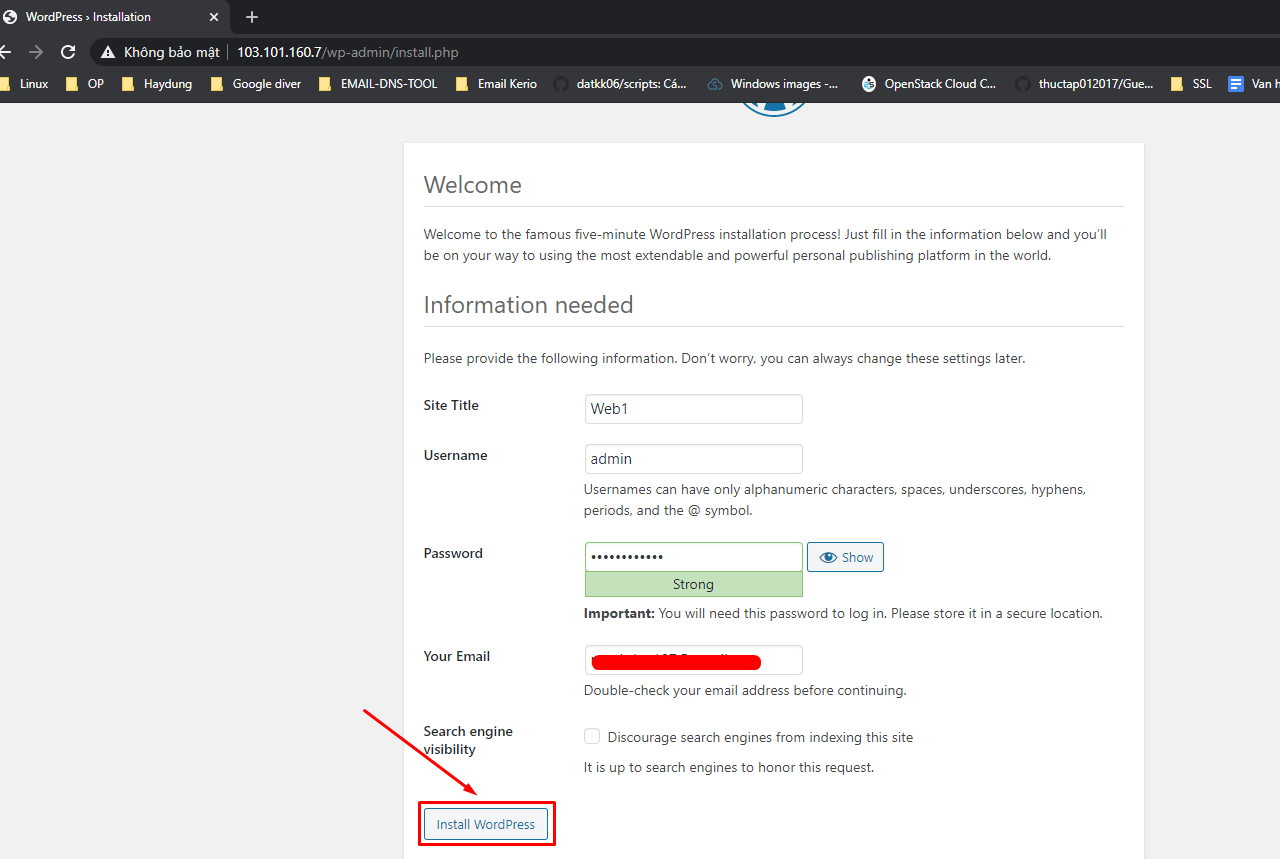 WordPress › Installation
Không bảo mật 103.101.160.7/wp-admin/install.php
Linux OP Haydung Google diver EMAIL-DNS-TOOL Email Kerio datkk06/scripts: Cá... Windows images -... OpenStack Cloud C... thuctap012017/Gue... SSL Van h
Welcome
Welcome to the famous five-minute WordPress installation process! Just fill in the information below and you’ll
be on your way to using the most extendable and powerful personal publishing platform in the world.
Information needed
Please provide the following information. Don’t worry, you can always change these settings later.
Site Title Web1
Username admin
Usernames can have only alphanumeric characters, spaces, underscores, hyphens,
periods, and the @ symbol.
Password •••••••••••• Show
Strong
Important: You will need this password to log in. Please store it in a secure location.
Your Email
Double-check your email address before continuing.
Search engine
visibility
Discourage search engines from indexing this site
It is up to search engines to honor this request.
Install WordPress